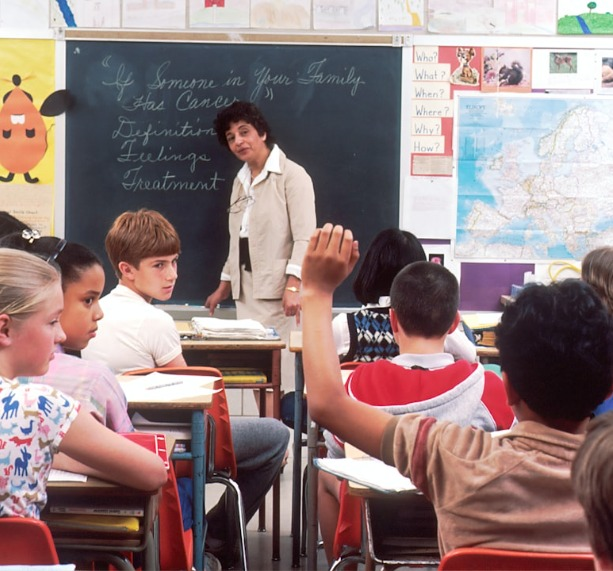 "If Someone in Your Family
Has Cancer"
Definition
Feelings
Treatment
Who?
What?
When?
Where?
Why?
How?